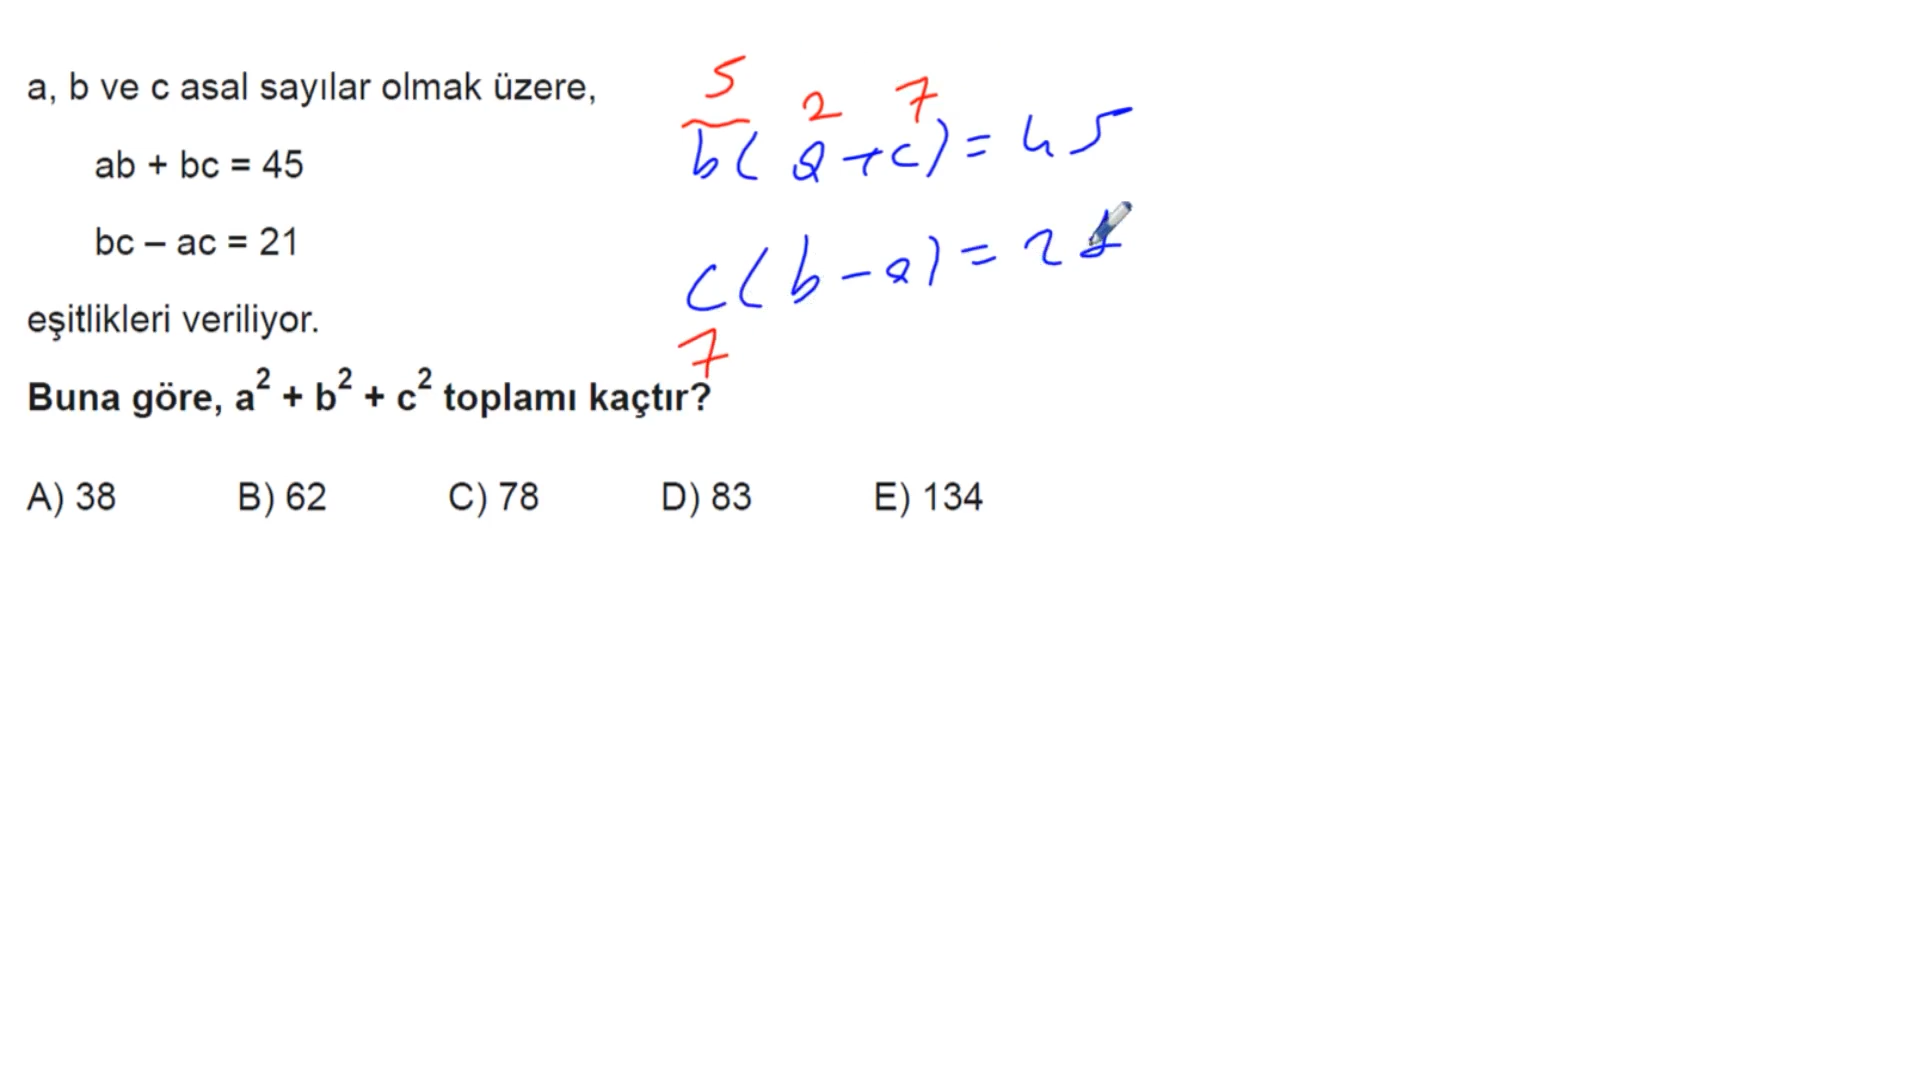 a, b ve c asal sayılar olmak üzere,
ab + bc = 45
bc – ac = 21
eşitlikleri veriliyor.
Buna göre, a² + b² + c² toplamı kaçtır?
A) 38 B) 62 C) 78 D) 83 E) 134
5 2 7
b(a+c)=45
c(b-a)=21
7